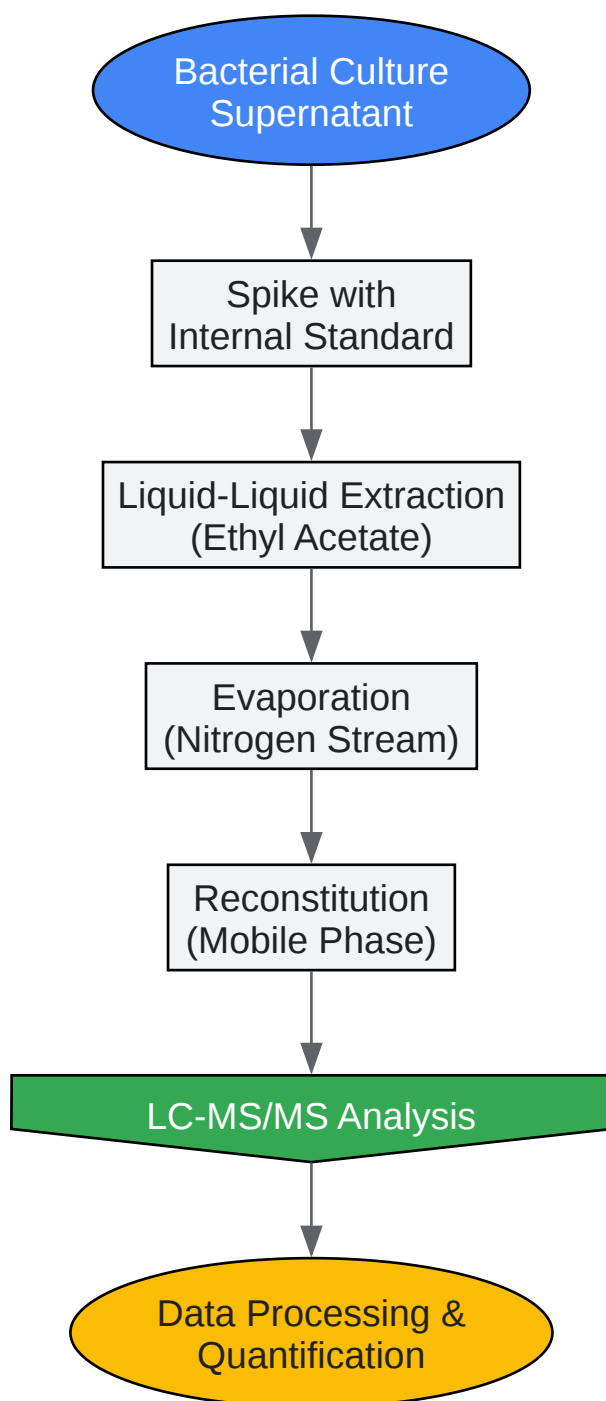 Bacterial Culture
Supernatant
Spike with
Internal Standard
Liquid-Liquid Extraction
(Ethyl Acetate)
Evaporation
(Nitrogen Stream)
Reconstitution
(Mobile Phase)
LC-MS/MS Analysis
Data Processing &
Quantification